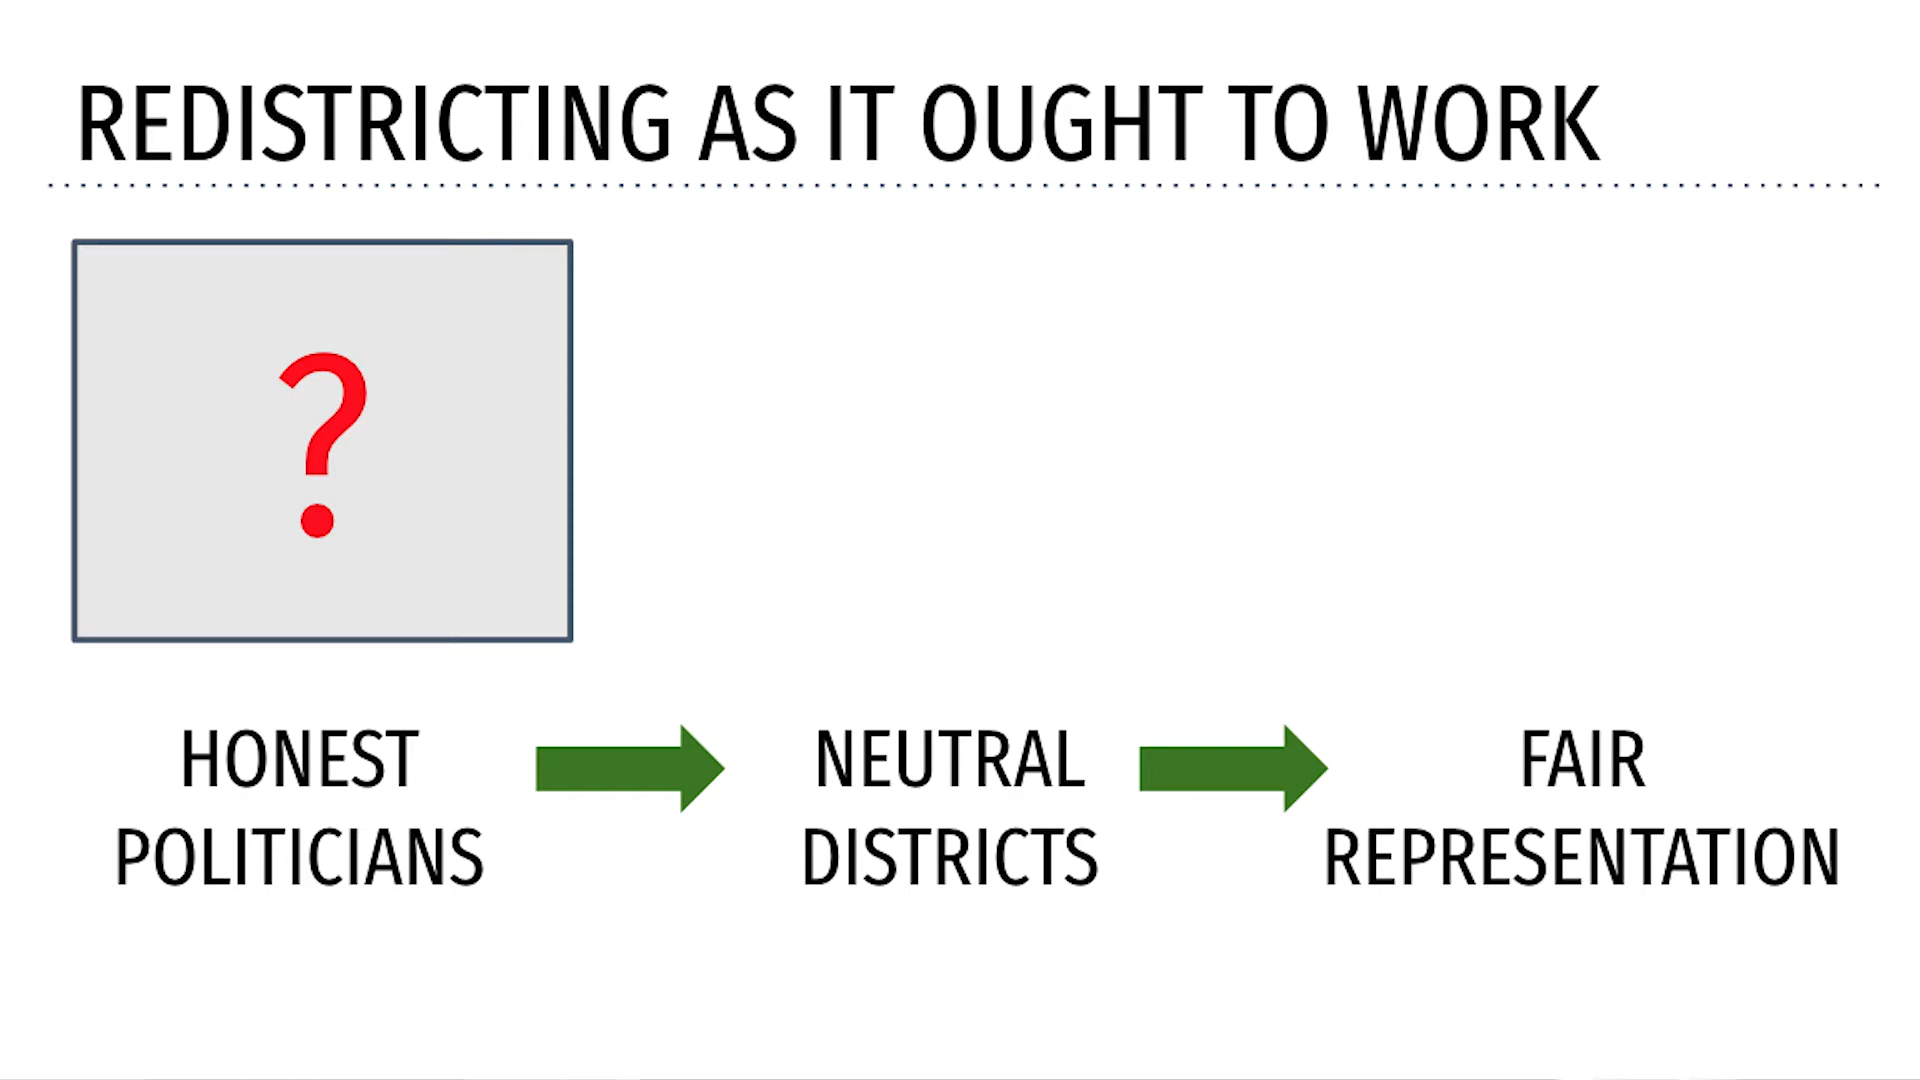 REDISTRICTING AS IT OUGHT TO WORK
?
HONEST
POLITICIANS
NEUTRAL
DISTRICTS
FAIR
REPRESENTATION